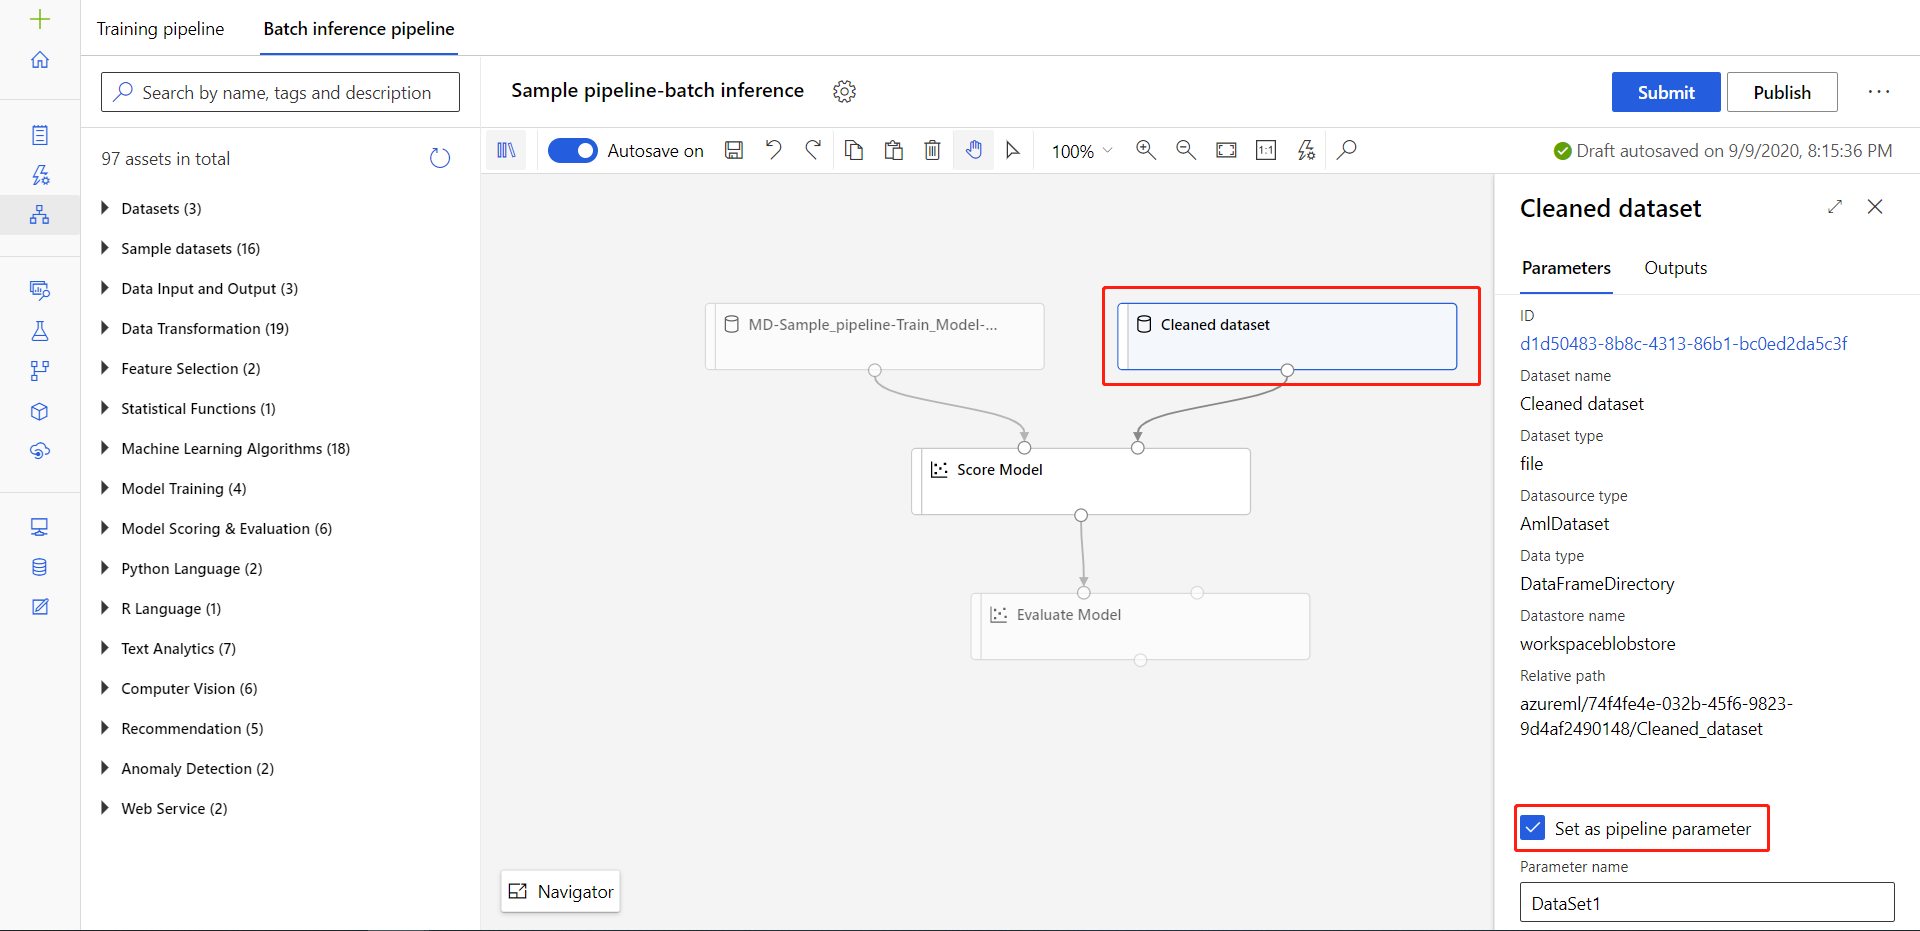 Training pipeline
Batch inference pipeline
Search by name, tags and description
Sample pipeline-batch inference
Submit
Publish
97 assets in total
Autosave on
100%
1:1
Draft autosaved on 9/9/2020, 8:15:36 PM
Datasets (3)
Sample datasets (16)
Data Input and Output (3)
Data Transformation (19)
Feature Selection (2)
Statistical Functions (1)
Machine Learning Algorithms (18)
Model Training (4)
Model Scoring & Evaluation (6)
Python Language (2)
R Language (1)
Text Analytics (7)
Computer Vision (6)
Recommendation (5)
Anomaly Detection (2)
Web Service (2)
MD-Sample_pipeline-Train_Model-...
Cleaned dataset
Score Model
Evaluate Model
Navigator
Cleaned dataset
Parameters
Outputs
ID
d1d50483-8b8c-4313-86b1-bc0ed2da5c3f
Dataset name
Cleaned dataset
Dataset type
file
Datasource type
AmlDataset
Data type
DataFrameDirectory
Datastore name
workspaceblobstore
Relative path
azureml/74f4fe4e-032b-45f6-9823-
9d4af2490148/Cleaned_dataset
Set as pipeline parameter
Parameter name
DataSet1